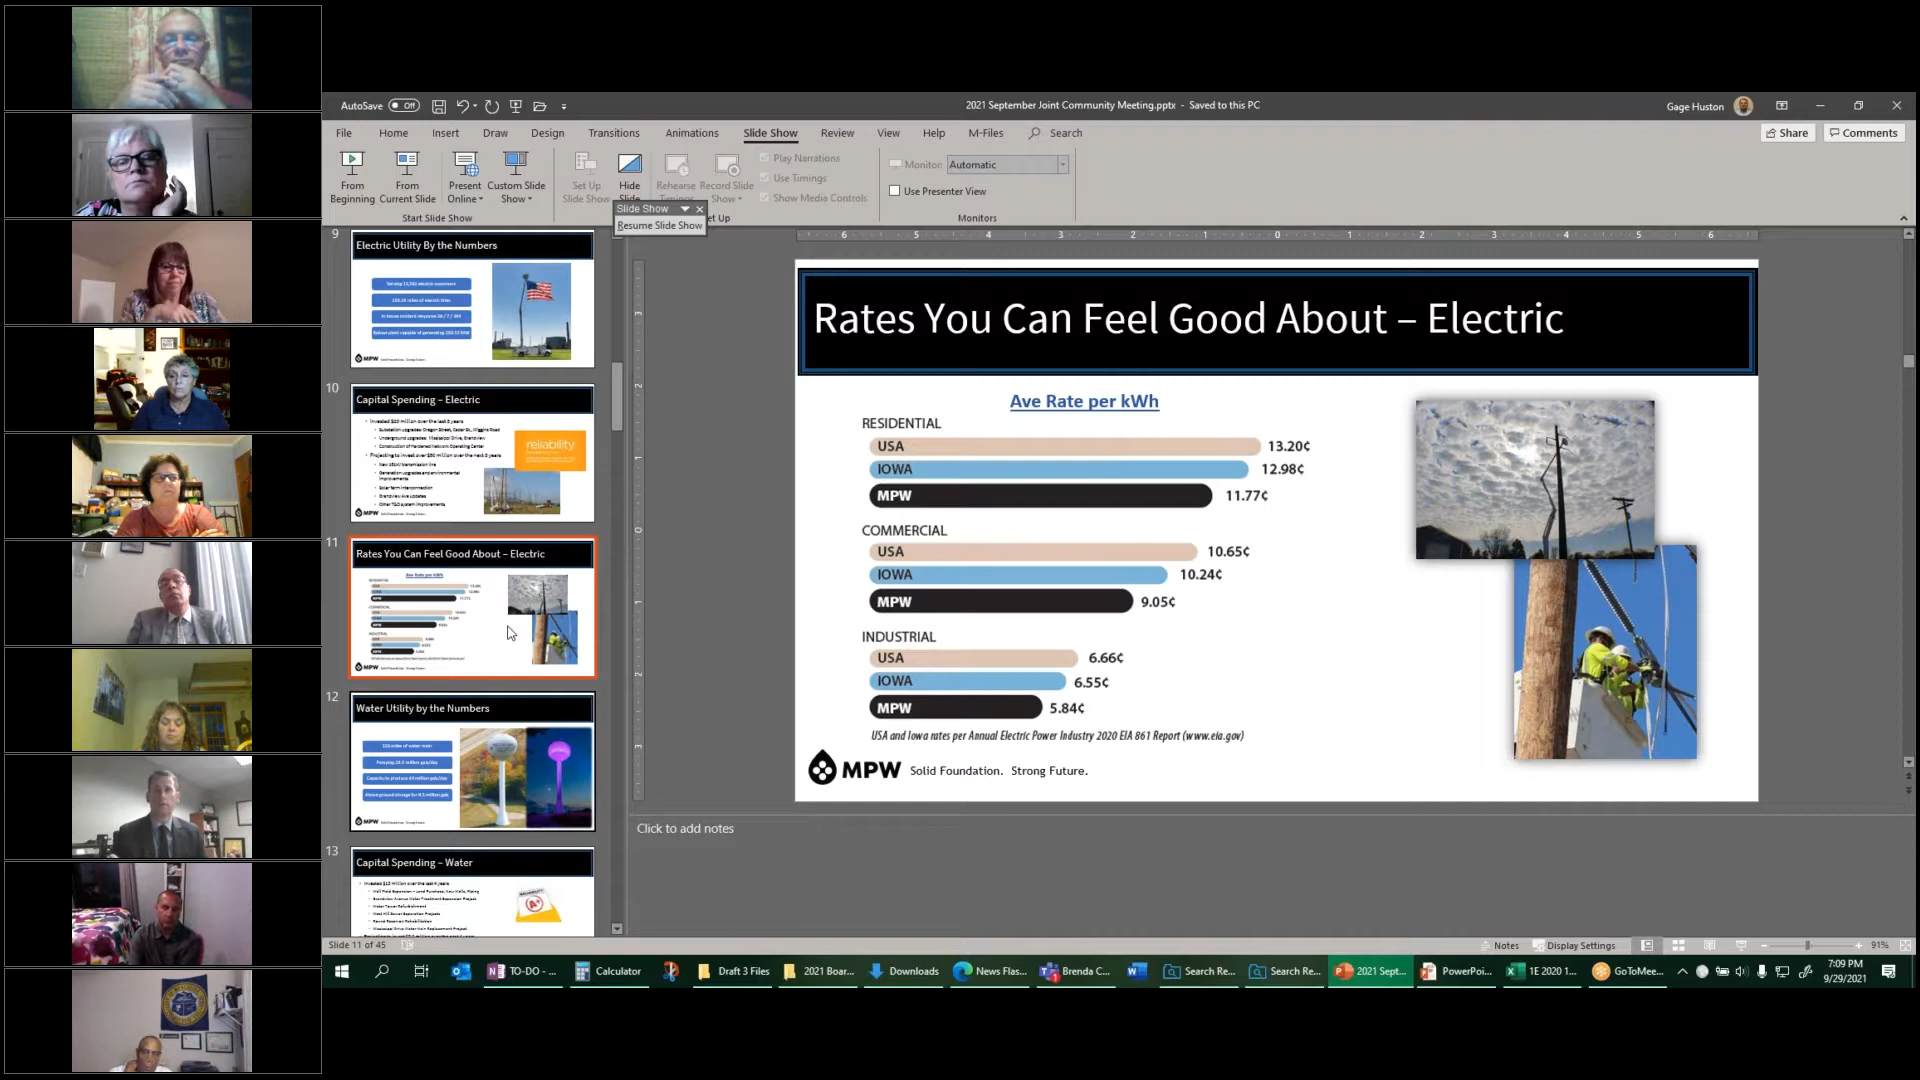 AutoSave Off
2021 September Joint Community Meeting.pptx - Saved to this PC
Gage Huston
File Home Insert Draw Design Transitions Animations Slide Show Review View Help M-Files Search
Share Comments
From Beginning
From Current Slide
Present Online
Custom Slide Show
Set Up Slide Show
Hide Slide
Rehearse Timings
Record Slide Show
Play Narrations
Use Timings
Show Media Controls
Monitor: Automatic
Use Presenter View
Start Slide Show
Monitors
Slide Show
Resume Slide Show
9
Electric Utility By the Numbers
MPW
10
Capital Spending – Electric
reliability
MPW
11
Rates You Can Feel Good About – Electric
MPW
12
Water Utility by the Numbers
MPW
13
Capital Spending – Water
Rates You Can Feel Good About – Electric
Ave Rate per kWh
RESIDENTIAL
USA 13.20¢
IOWA 12.98¢
MPW 11.77¢
COMMERCIAL
USA 10.65¢
IOWA 10.24¢
MPW 9.05¢
INDUSTRIAL
USA 6.66¢
IOWA 6.55¢
MPW 5.84¢
USA and Iowa rates per Annual Electric Power Industry 2020 EIA 861 Report (www.eia.gov)
MPW Solid Foundation. Strong Future.
Click to add notes
Slide 11 of 45
Notes Display Settings 91%
TO-DO - ... Calculator Draft 3 Files 2021 Boar... Downloads News Flas... Brenda C... Search Re... Search Re... 2021 Sept... PowerPoi... 1E 2020 1... GoToMee...
7:09 PM
9/29/2021